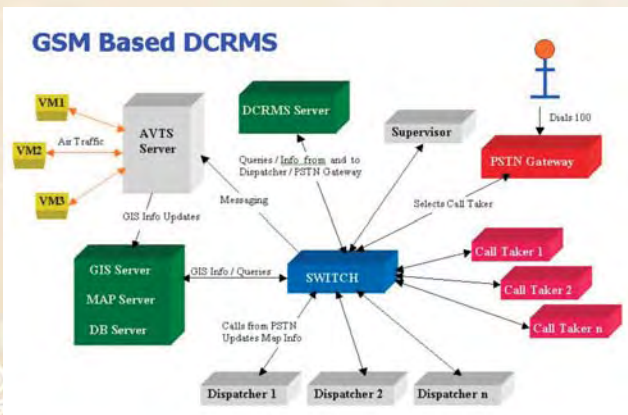 GSM Based DCRMS
VM1
VM2
VM3
Air Traffic
AVTS
Server
DCRMS Server
Supervisor
Dials 100
PSTN Gateway
Queries / Info from and to
Dispatcher / PSTN Gateway
Messaging
Selects Call Taker
GIS Info Updates
GIS Server
MAP Server
DB Server
GIS Info / Queries
SWITCH
Call Taker 1
Call Taker 2
Call Taker n
Calls from PSTN
Updates Map Info
Dispatcher 1
Dispatcher 2
Dispatcher n